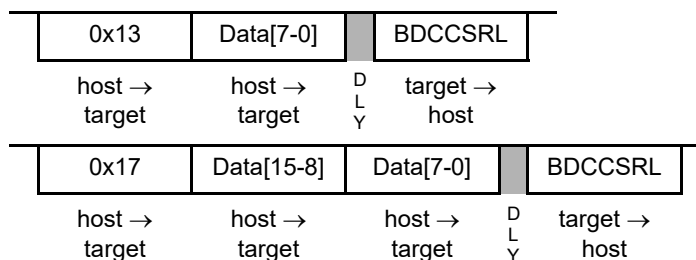 0x13 Data[7-0] BDCCSRL
host → host → D target →
target target L host
Y
0x17 Data[15-8] Data[7-0] BDCCSRL
host → host → host → D target →
target target target L host
Y